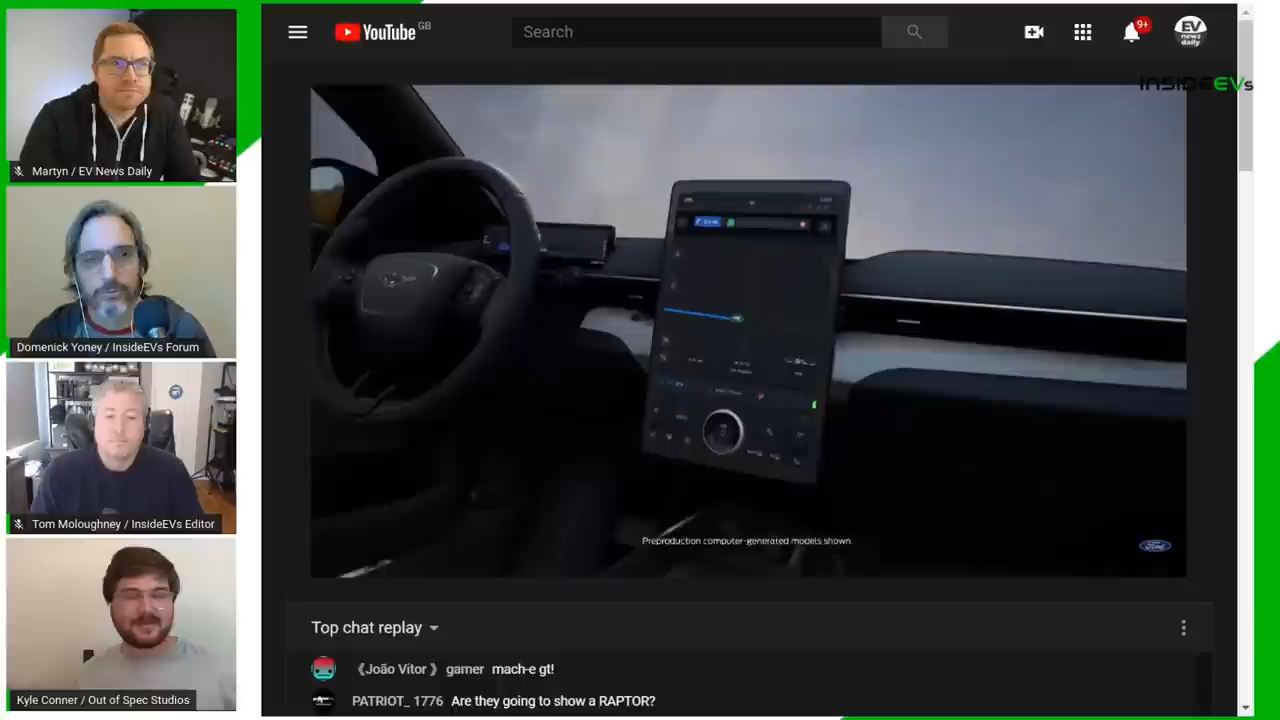 Martyn / EV News Daily
Domenick Yoney / InsideEVs Forum
Tom Moloughney / InsideEVs Editor
Kyle Conner / Out of Spec Studios
YouTube GB
Search
9+
EV news daily
INSIDEEVs
Preproduction computer-generated models shown.
Ford
Top chat replay
《João Vitor 》 gamer mach-e gt!
PATRIOT_ 1776 Are they going to show a RAPTOR?